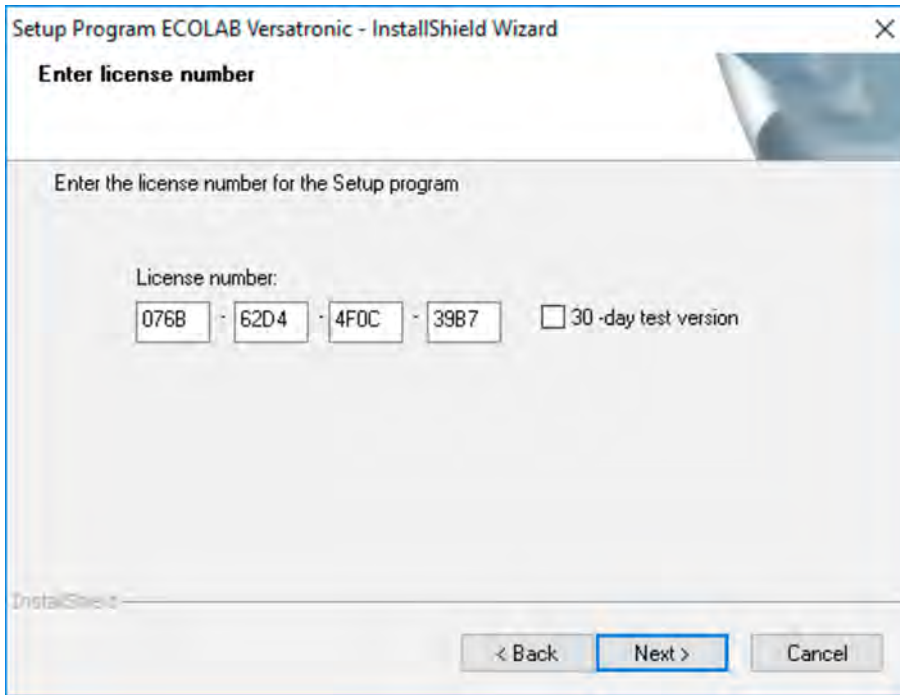 Setup Program ECOLAB Versatronic - InstallShield Wizard
Enter license number
Enter the license number for the Setup program
License number:
076B - 62D4 - 4F0C - 39B7 30 -day test version
InstallShield
< Back Next > Cancel